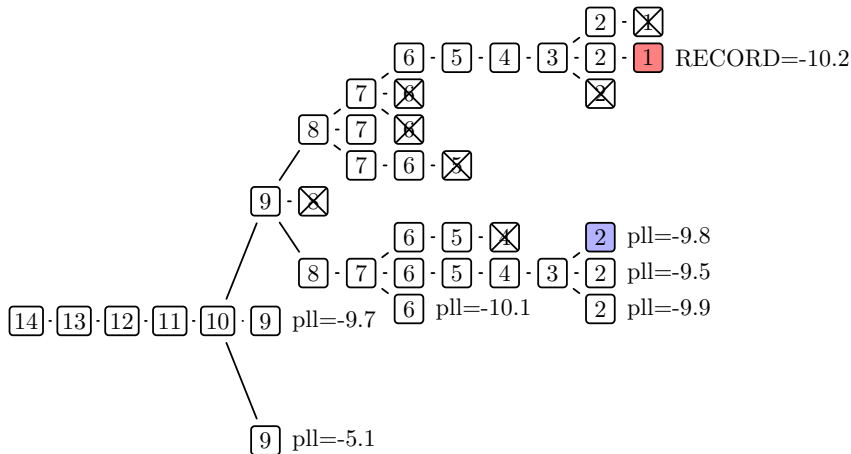 2 1
6 5 4 3 2 1 RECORD=-10.2
7 6 2
8 7 6
7 6 5
9 8
6 5 4 2 pll=-9.8
8 7 6 5 4 3 2 pll=-9.5
6 pll=-10.1 2 pll=-9.9
14 13 12 11 10 9 pll=-9.7
9 pll=-5.1